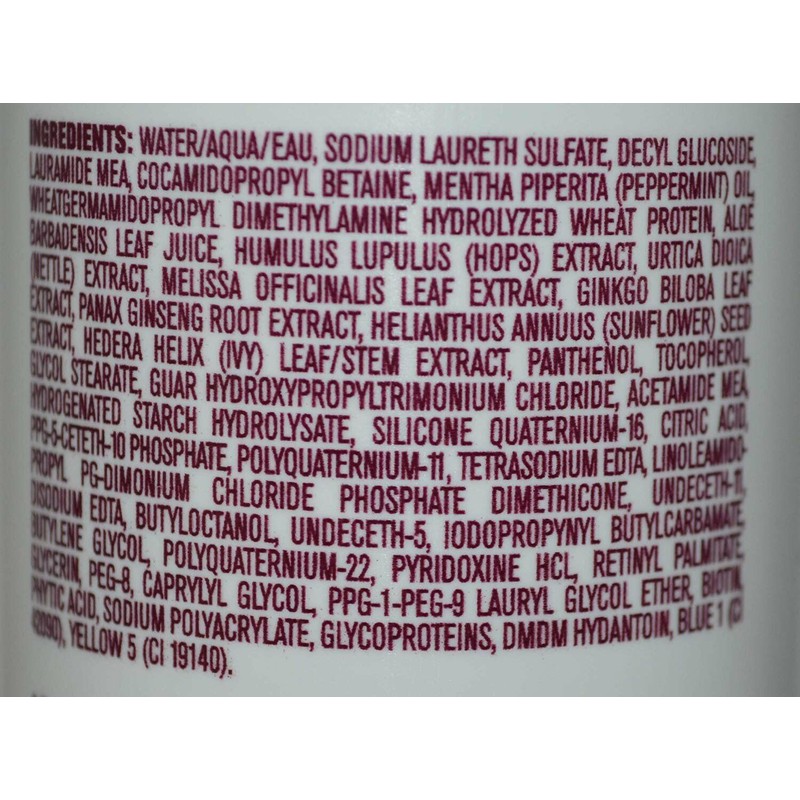 INGREDIENTS: WATER/AQUA/EAU, SODIUM LAURETH SULFATE, DECYL GLUCOSIDE,
LAURAMIDE MEA, COCAMIDOPROPYL BETAINE, MENTHA PIPERITA (PEPPERMINT) OIL,
WHEATGERMAMIDOPROPYL DIMETHYLAMINE HYDROLYZED WHEAT PROTEIN, ALOE
BARBADENSIS LEAF JUICE, HUMULUS LUPULUS (HOPS) EXTRACT, URTICA DIOICA
(NETTLE) EXTRACT, MELISSA OFFICINALIS LEAF EXTRACT, GINKGO BILOBA LEAF
EXTRACT, PANAX GINSENG ROOT EXTRACT, HELIANTHUS ANNUUS (SUNFLOWER) SEED
EXTRACT, HEDERA HELIX (IVY) LEAF/STEM EXTRACT, PANTHENOL, TOCOPHEROL,
GLYCOL STEARATE, GUAR HYDROXYPROPYLTRIMONIUM CHLORIDE, ACETAMIDE MEA,
HYDROGENATED STARCH HYDROLYSATE, SILICONE QUATERNIUM-16, CITRIC ACID,
PPG-5-CETETH-10 PHOSPHATE, POLYQUATERNIUM-11, TETRASODIUM EDTA, LINOLEAMIDO-
PROPYL PG-DIMONIUM CHLORIDE PHOSPHATE DIMETHICONE, UNDECETH-11,
DISODIUM EDTA, BUTYLOCTANOL, UNDECETH-5, IODOPROPYNYL BUTYLCARBAMATE,
BUTYLENE GLYCOL, POLYQUATERNIUM-22, PYRIDOXINE HCL, RETINYL PALMITATE,
GLYCERIN, PEG-8, CAPRYLYL GLYCOL, PPG-1-PEG-9 LAURYL GLYCOL ETHER, BIOTIN,
PHYTIC ACID, SODIUM POLYACRYLATE, GLYCOPROTEINS, DMDM HYDANTOIN, BLUE 1 (CI
42090), YELLOW 5 (CI 19140).